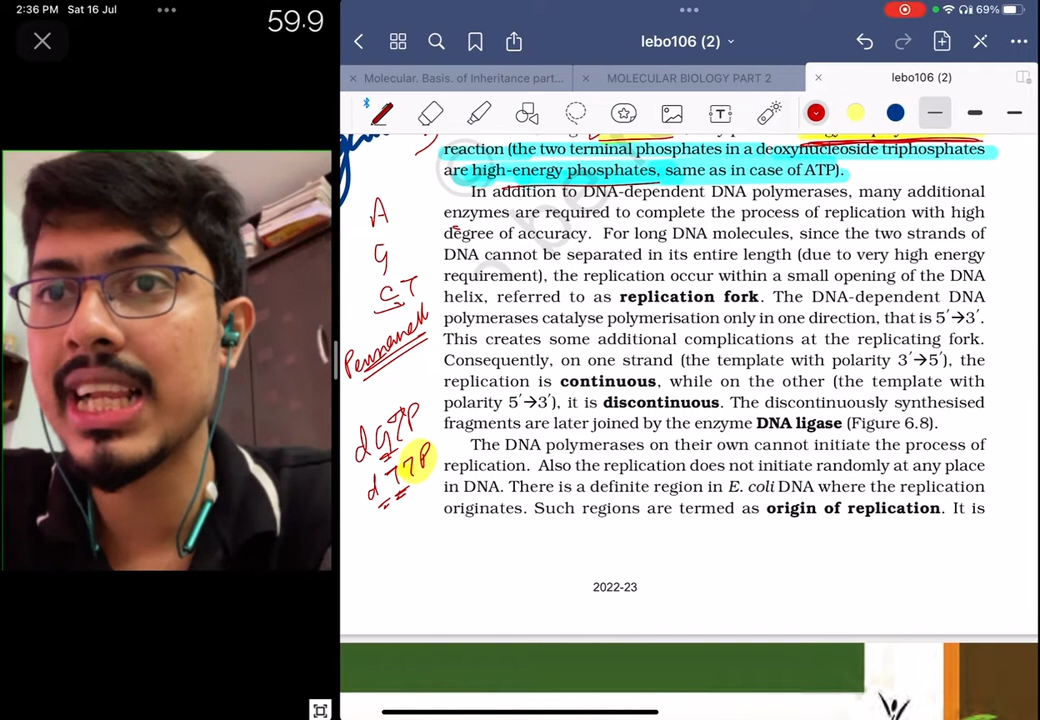 2:36 PM Sat 16 Jul
59.9
69%
lebo106 (2)
Molecular. Basis. of Inheritance part...
MOLECULAR BIOLOGY PART 2
lebo106 (2)
reaction (the two terminal phosphates in a deoxynucleoside triphosphates
are high-energy phosphates, same as in case of ATP).
In addition to DNA-dependent DNA polymerases, many additional
enzymes are required to complete the process of replication with high
degree of accuracy. For long DNA molecules, since the two strands of
DNA cannot be separated in its entire length (due to very high energy
requirement), the replication occur within a small opening of the DNA
helix, referred to as replication fork. The DNA-dependent DNA
polymerases catalyse polymerisation only in one direction, that is 5′→3′.
This creates some additional complications at the replicating fork.
Consequently, on one strand (the template with polarity 3′→5′), the
replication is continuous, while on the other (the template with
polarity 5′→3′), it is discontinuous. The discontinuously synthesised
fragments are later joined by the enzyme DNA ligase (Figure 6.8).
The DNA polymerases on their own cannot initiate the process of
replication. Also the replication does not initiate randomly at any place
in DNA. There is a definite region in E. coli DNA where the replication
originates. Such regions are termed as origin of replication. It is
A
G
C T
d G T P
d T T P
2022-23